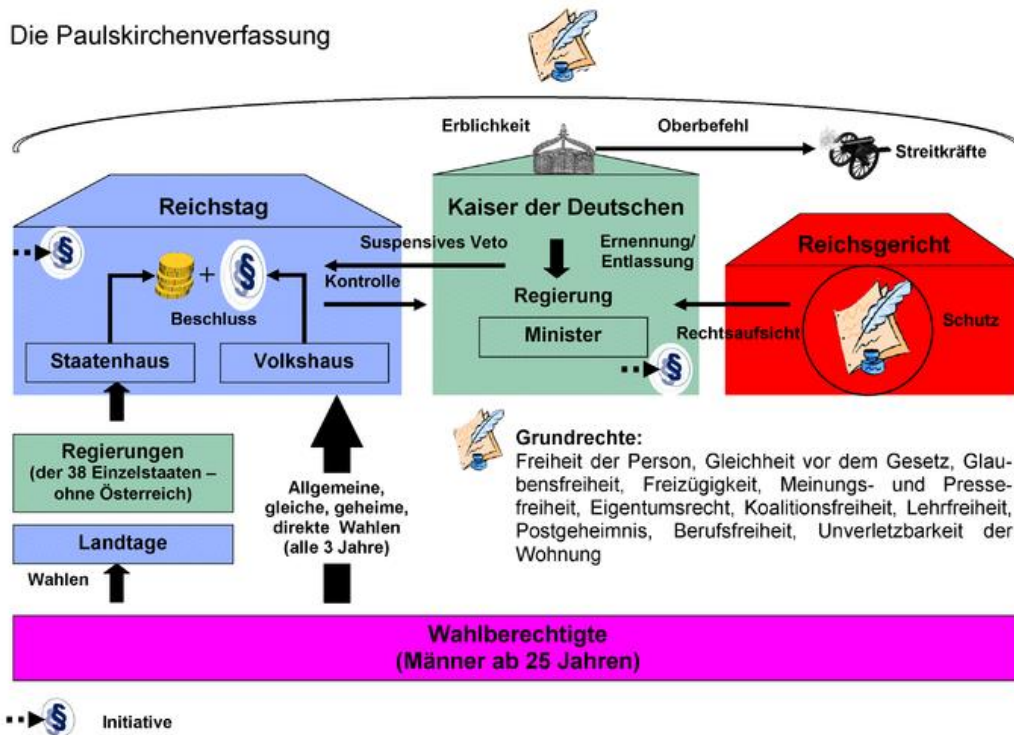 Die Paulskirchenverfassung
Erblichkeit
Oberbefehl
Streitkräfte
Reichstag
Kaiser der Deutschen
Reichsgericht
§
Suspensives Veto
Ernennung/
Entlassung
Kontrolle
+
§
Beschluss
Regierung
Minister
Rechtsaufsicht
Schutz
Staatenhaus
Volkshaus
§
Regierungen
(der 38 Einzelstaaten –
ohne Österreich)
Landtage
Wahlen
Allgemeine,
gleiche, geheime,
direkte Wahlen
(alle 3 Jahre)
Grundrechte:
Freiheit der Person, Gleichheit vor dem Gesetz, Glau-
bensfreiheit, Freizügigkeit, Meinungs- und Presse-
freiheit, Eigentumsrecht, Koalitionsfreiheit, Lehrfreiheit,
Postgeheimnis, Berufsfreiheit, Unverletzbarkeit der
Wohnung
Wahlberechtigte
(Männer ab 25 Jahren)
§
Initiative